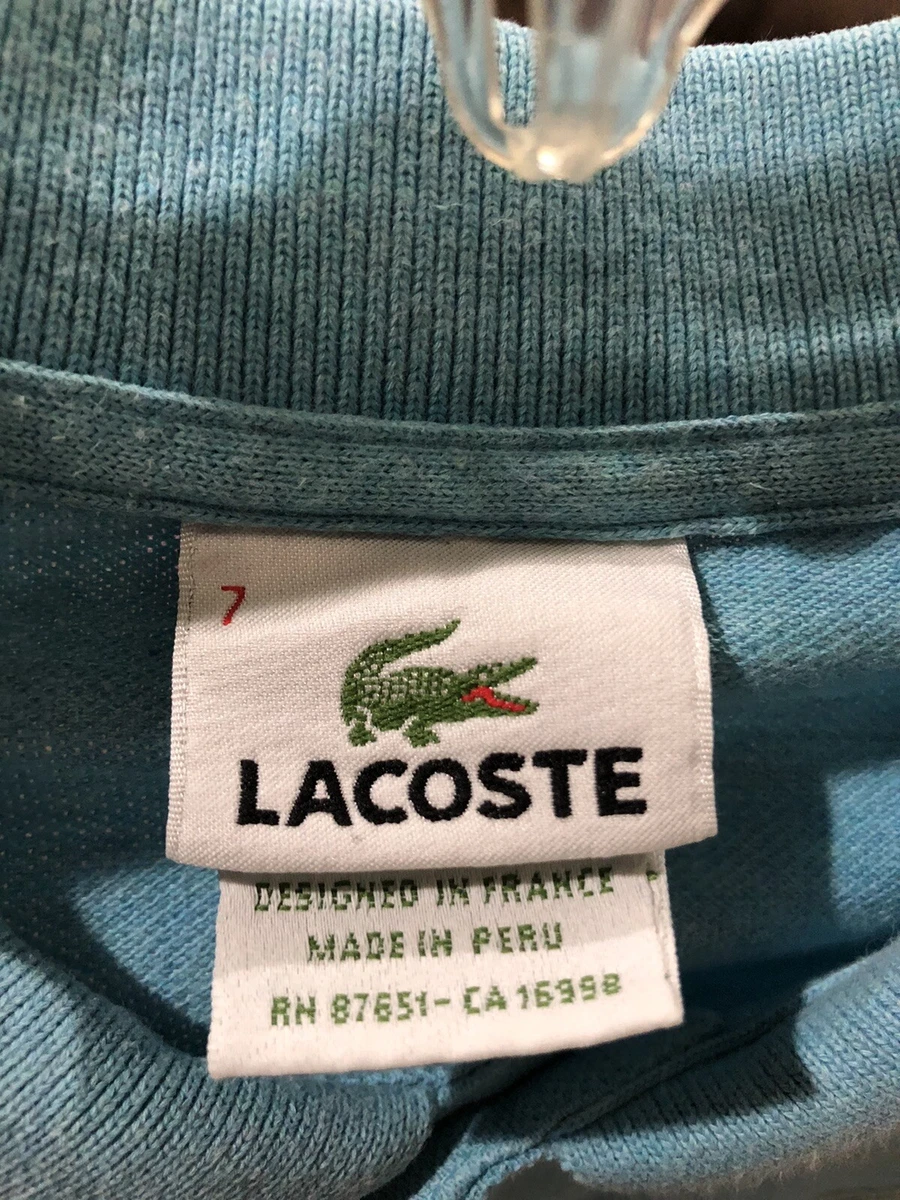 7
LACOSTE
DESIGNED IN FRANCE
MADE IN PERU
RN 87651- CA 16998